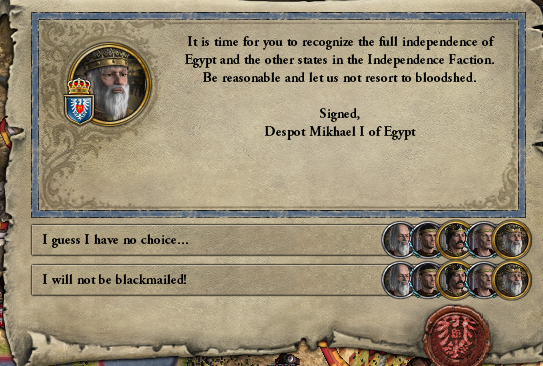 It is time for you to recognize the full independence of
Egypt and the other states in the Independence Faction.
Be reasonable and let us not resort to bloodshed.
Signed,
Despot Mikhael I of Egypt
I guess I have no choice...
I will not be blackmailed!